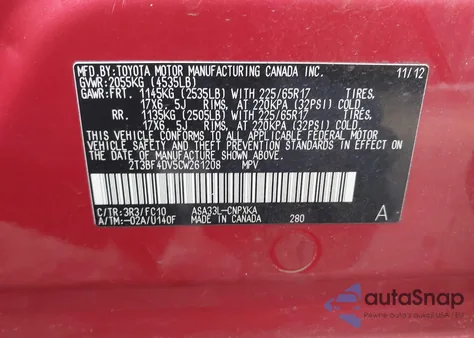 MFD.BY:TOYOTA MOTOR MANUFACTURING CANADA INC. 11/12
GVWR:2055KG (4535LB)
GAWR:FRT. 1145KG (2535LB) WITH 225/65R17 TIRES.
17X6. 5J RIMS. AT 220KPA (32PSI) COLD.
RR. 1135KG (2505LB) WITH 225/65R17 TIRES.
17X6. 5J RIMS. AT 220KPA (32PSI) COLD.
THIS VEHICLE CONFORMS TO ALL APPLICABLE FEDERAL MOTOR
VEHICLE SAFETY STANDARDS IN EFFECT ON THE DATE OF
MANUFACTURE SHOWN ABOVE.
2T3BF4DV5CW261208 MPV
C/TR:3R3/FC10 ASA33L-CNPXKA
A/TM:-02A/U140F MADE IN CANADA 280 A
autoSnap